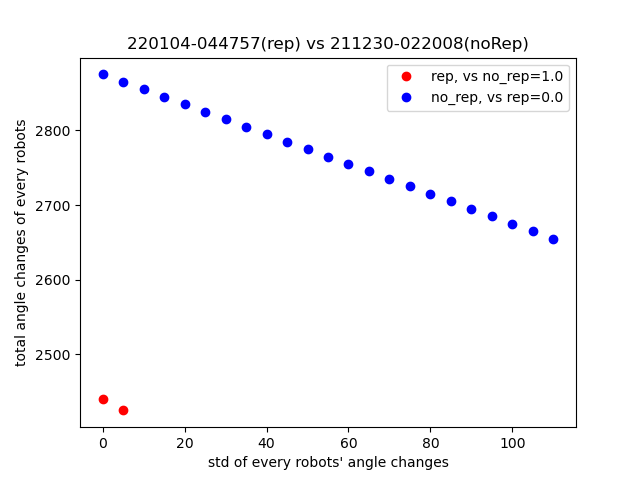 220104-044757(rep) vs 211230-022008(noRep)
rep, vs no_rep=1.0
no_rep, vs rep=0.0
total angle changes of every robots
2800
2700
2600
2500
0 20 40 60 80 100
std of every robots' angle changes